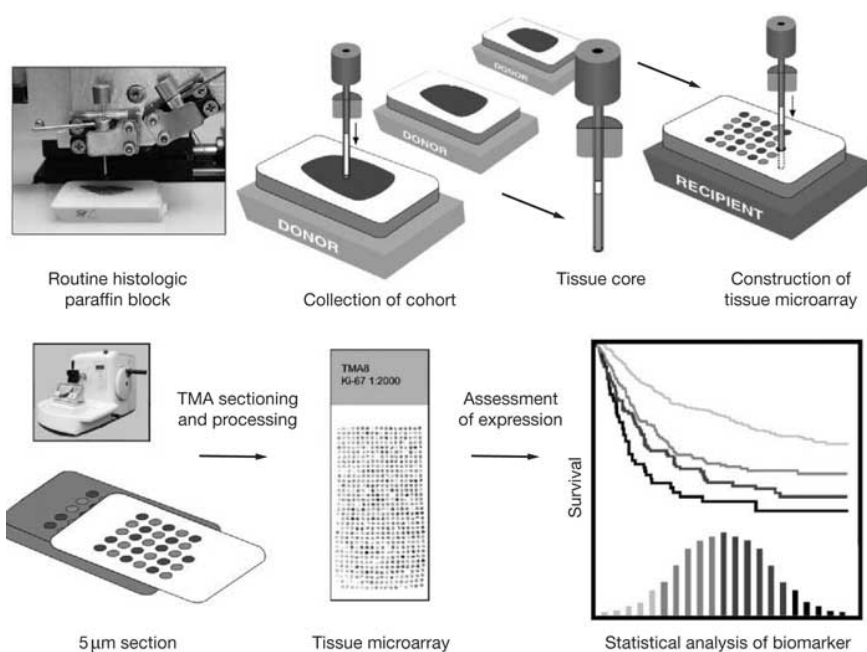 DONOR
DONOR
DONOR
RECIPIENT
Routine histologic
paraffin block
Collection of cohort
Tissue core
Construction of
tissue microarray
TMA8
Ki-67 1:2000
TMA sectioning
and processing
Assessment
of expression
Survival
5 μm section
Tissue microarray
Statistical analysis of biomarker